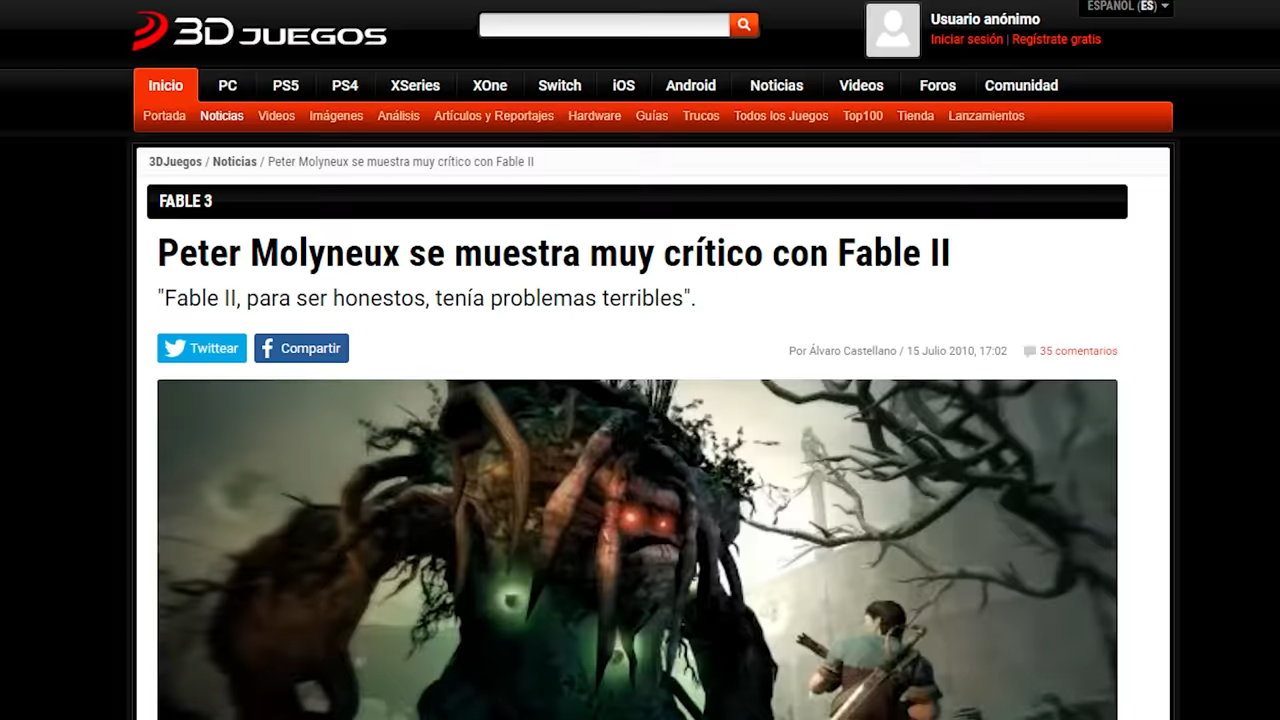 3D JUEGOS
Usuario anónimo
Iniciar sesión | Regístrate gratis
ESPAÑOL (ES)
Inicio PC PS5 PS4 XSeries XOne Switch iOS Android Noticias Videos Foros Comunidad
Portada Noticias Videos Imágenes Análisis Artículos y Reportajes Hardware Guías Trucos Todos los Juegos Top100 Tienda Lanzamientos
3DJuegos / Noticias / Peter Molyneux se muestra muy crítico con Fable II
FABLE 3
Peter Molyneux se muestra muy crítico con Fable II
"Fable II, para ser honestos, tenía problemas terribles".
Twittear Compartir
Por Álvaro Castellano / 15 Julio 2010, 17:02 35 comentarios